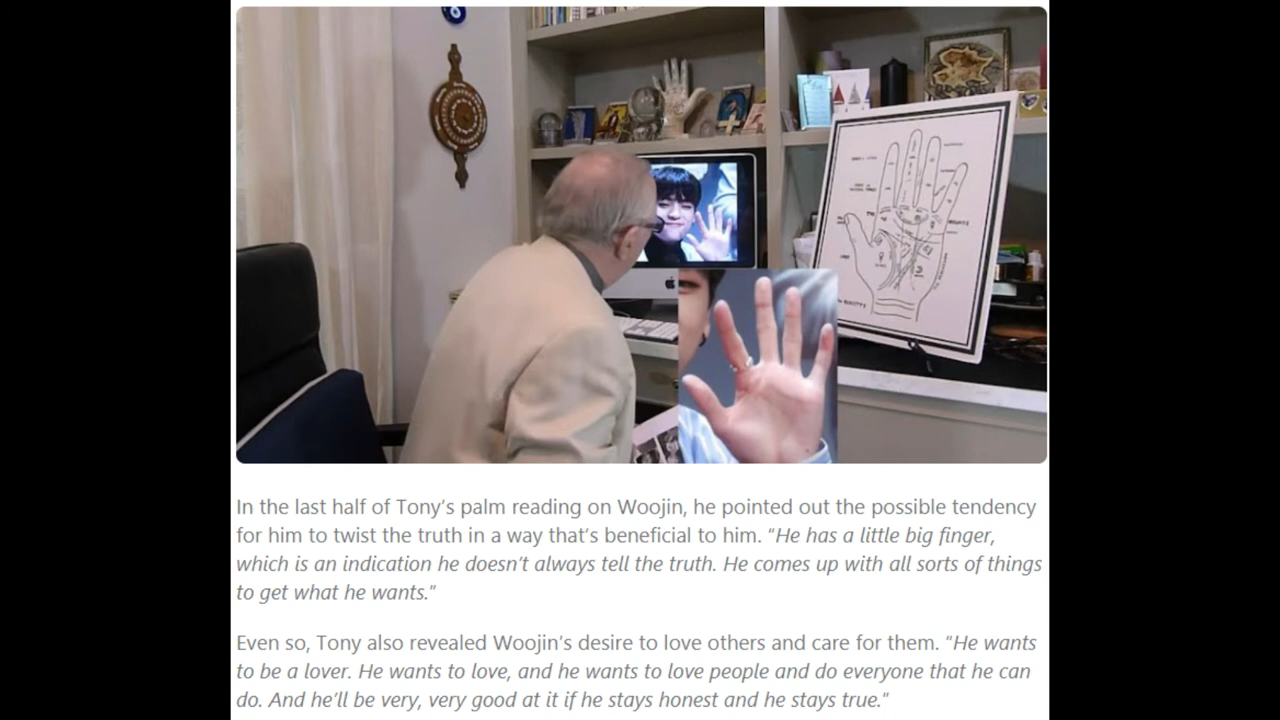 In the last half of Tony’s palm reading on Woojin, he pointed out the possible tendency
for him to twist the truth in a way that’s beneficial to him. “He has a little big finger,
which is an indication he doesn’t always tell the truth. He comes up with all sorts of things
to get what he wants.”
Even so, Tony also revealed Woojin’s desire to love others and care for them. “He wants
to be a lover. He wants to love, and he wants to love people and do everyone that he can
do. And he’ll be very, very good at it if he stays honest and he stays true.”